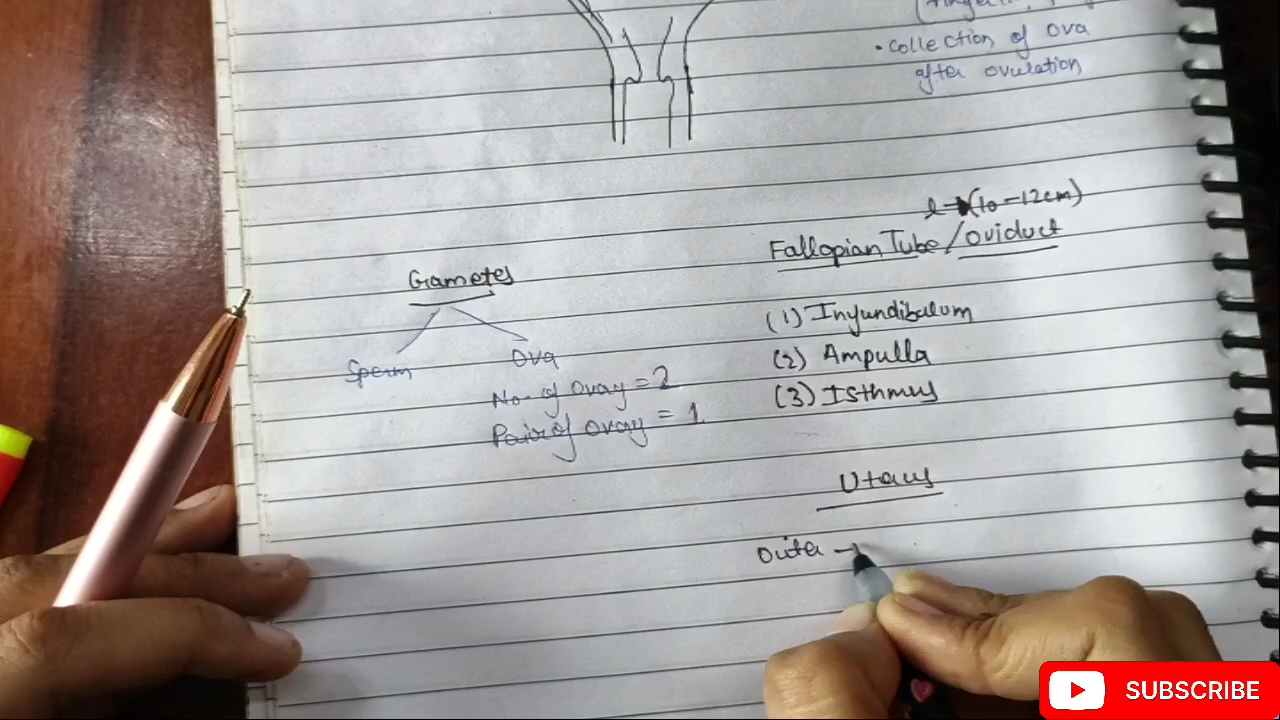 • collection of ova
after ovulation
l → (10-12cm)
Fallopian Tube / Oviduct
Gametes
Sperm
Ova
No. of ovary = 2
Pair of ovary = 1
(1) Infundibulum
(2) Ampulla
(3) Isthmus
Uterus
Outer →
SUBSCRIBE